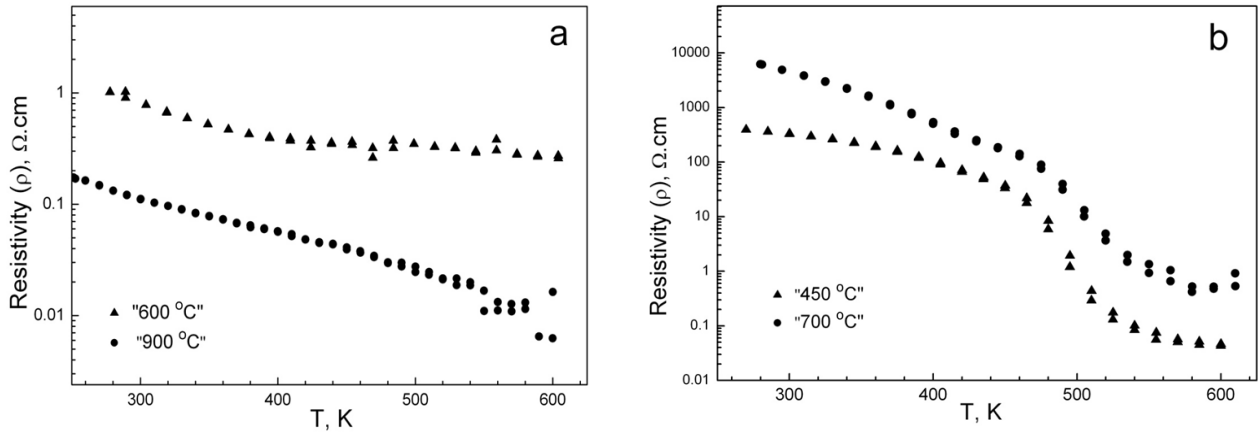 a
Resistivity (ρ), Ω.cm
1
0.1
0.01
"600 °C"
"900 °C"
300
400
500
600
T, K
b
Resistivity (ρ), Ω.cm
10000
1000
100
10
1
0.1
0.01
"450 °C"
"700 °C"
300
400
500
600
T, K